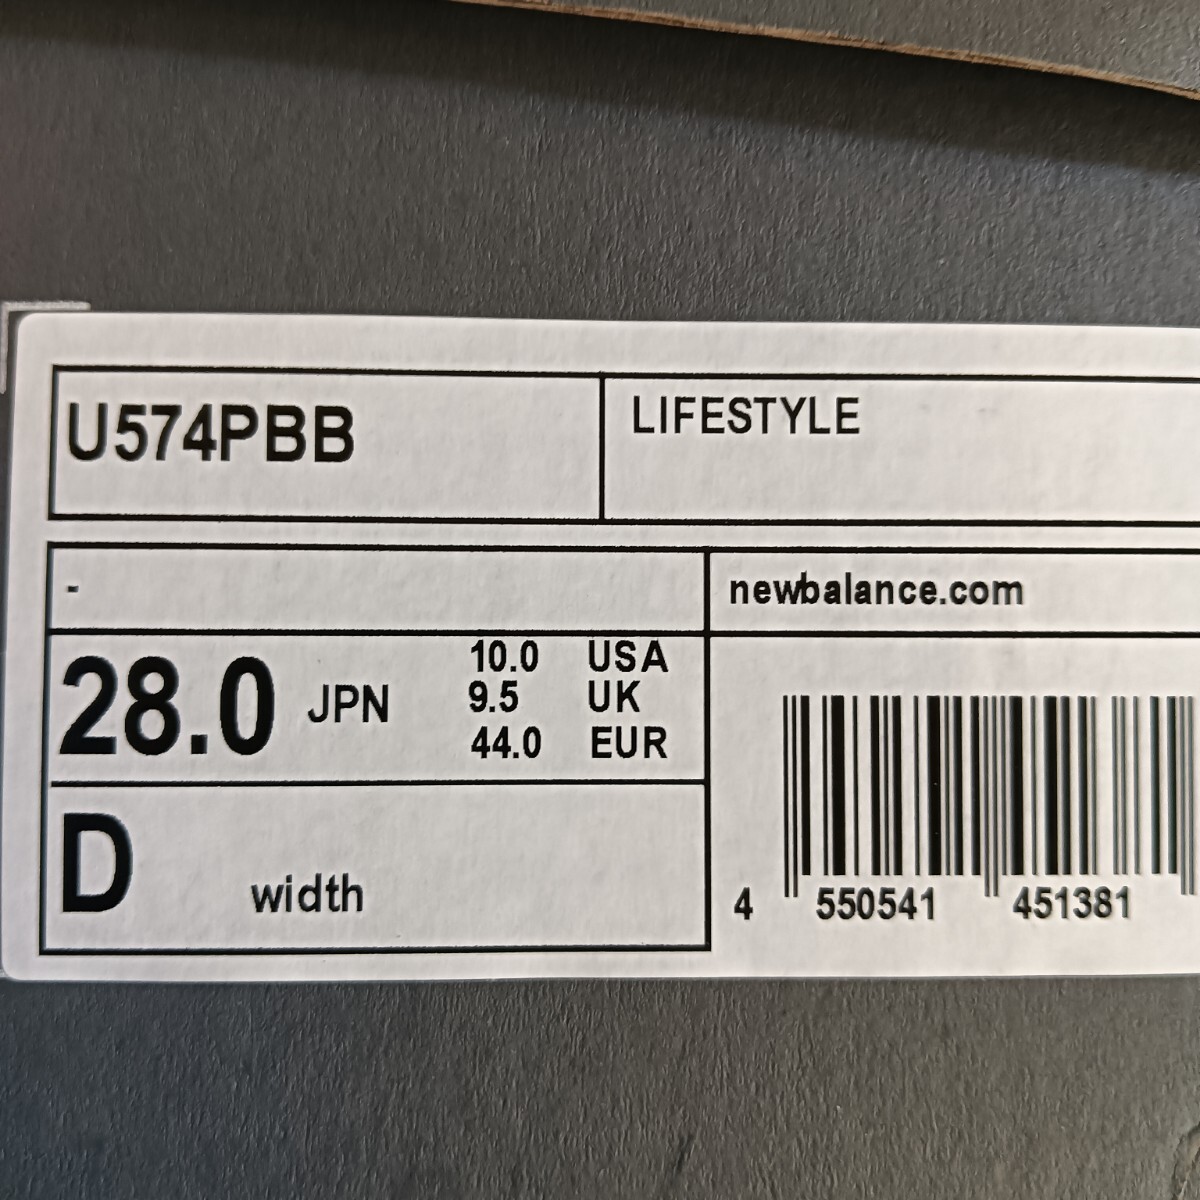 U574PBB
LIFESTYLE
-
newbalance.com
28.0 JPN
10.0 USA
9.5 UK
44.0 EUR
D width
4 550541 451381